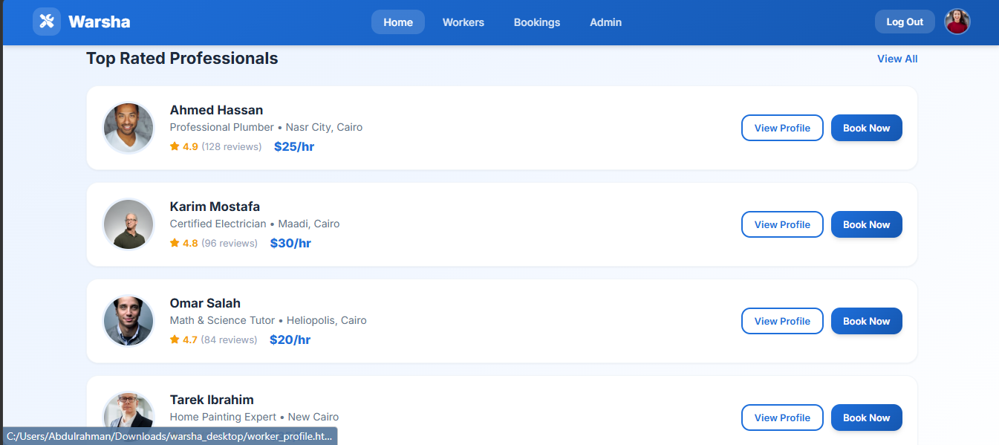 Warsha
Home Workers Bookings Admin
Log Out
Top Rated Professionals
View All
Ahmed Hassan
Professional Plumber • Nasr City, Cairo
4.9 (128 reviews) $25/hr
View Profile Book Now
Karim Mostafa
Certified Electrician • Maadi, Cairo
4.8 (96 reviews) $30/hr
View Profile Book Now
Omar Salah
Math & Science Tutor • Heliopolis, Cairo
4.7 (84 reviews) $20/hr
View Profile Book Now
Tarek Ibrahim
Home Painting Expert • New Cairo
View Profile Book Now
C:/Users/Abdulrahman/Downloads/warsha_desktop/worker_profile.ht...